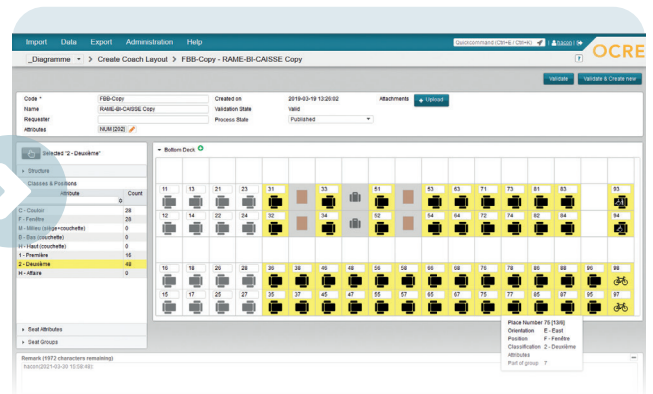 Import Data Export Administration Help
Quickcommand (Ctrl+E / Ctrl+K) hacon
OCRE
_Diagramme > Create Coach Layout > FBB-Copy - RAME-BI-CAISSE Copy
Validate Validate & Create new
Code * FBB-Copy Created on 2019-03-19 13:20:02 Attachments Upload
Name RAME-BI-CAISSE Copy Validation State Valid
Requester Process State Published
Attributes NUM [202]
Selected "2 - Deuxième"
Bottom Deck
Structure
Classes & Positions
Attribute Count
C - Couloir 28
F - Fenêtre 28
M - Milieu (siège+couchette) 0
B - Bas (couchette) 0
H - Haut (couchette) 0
1 - Première 16
2 - Deuxième 48
H - Affaire 0
Seat Attributes
Seat Groups
11 13 21 23 31 33 51 53 63 71 73 81 83 93
12 14 22 24 32 34 52 54 64 72 74 82 84 94
16 18 26 28 36 38 46 48 56 58 66 68 76 78 86 88 96 98
15 17 25 27 35 37 45 47 55 57 65 67 75 77 85 87 95 97
Place Number 75 [13/6]
Orientation E - East
Position F - Fenêtre
Classification 2 - Deuxième
Attributes
Part of group 7
Remark (1972 characters remaining)